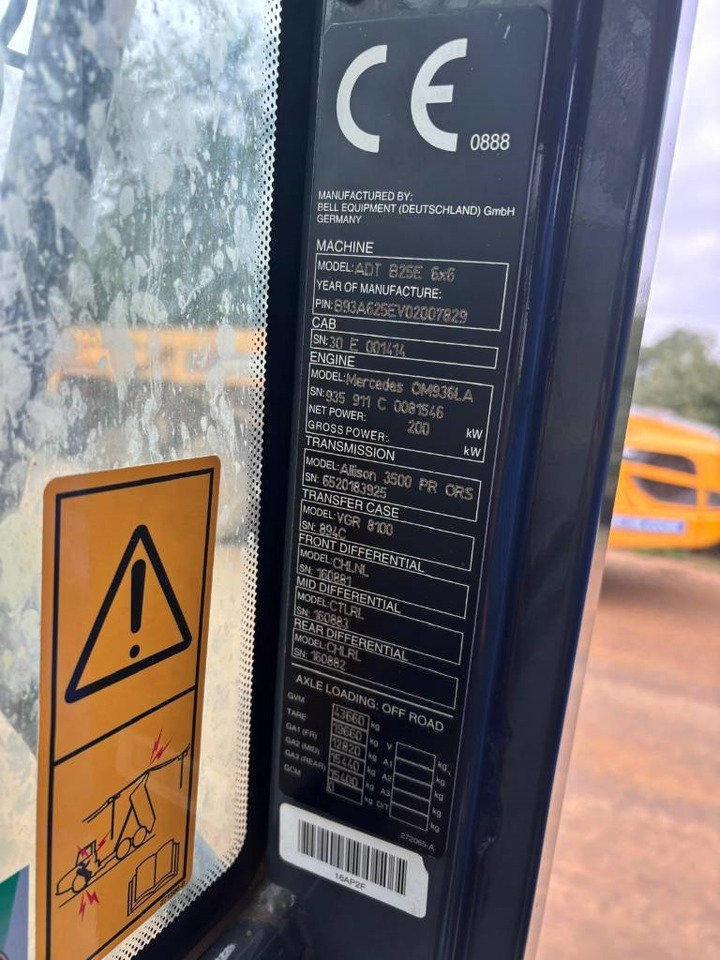 CE 0888
MANUFACTURED BY:
BELL EQUIPMENT (DEUTSCHLAND) GmbH
GERMANY
MACHINE
MODEL: ADT B25E 6x6
YEAR OF MANUFACTURE:
PIN: B93A625EV02007829
CAB
SN: 30 E 001414
ENGINE
MODEL: Mercedes OM936LA
SN: 935 911 C 0081546
NET POWER: kW
GROSS POWER: 200 kW
TRANSMISSION
MODEL: Allison 3500 PR ORS
SN: 6520183925
TRANSFER CASE
MODEL: VGR 8100
SN: 894C
FRONT DIFFERENTIAL
MODEL: CHLNL
SN: 160881
MID DIFFERENTIAL
MODEL: CTLRL
SN: 160883
REAR DIFFERENTIAL
MODEL: CHLRL
SN: 160882
AXLE LOADING: OFF ROAD
GVM 43660 kg V kg
TARE 19660 kg A1 kg
GA1 (FR) 12820 kg A2 kg
GA2 (MID) 15440 kg A3 kg
GA3 (REAR) 15400 kg D/T kg
GCM 0 kg
272065-A
16AP2F